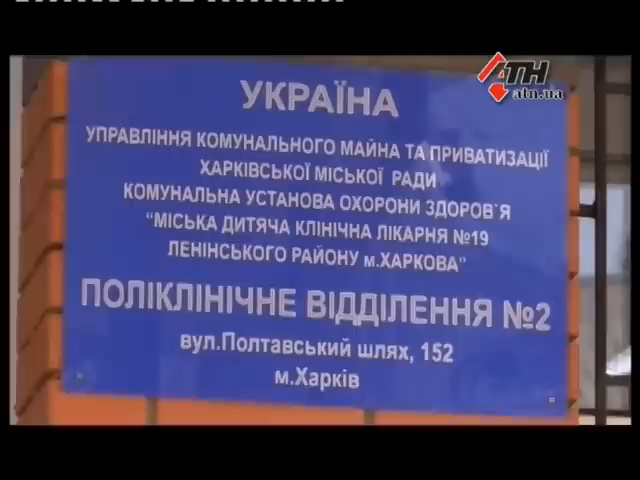 АТН
atn.ua
УКРАЇНА
УПРАВЛІННЯ КОМУНАЛЬНОГО МАЙНА ТА ПРИВАТИЗАЦІЇ
ХАРКІВСЬКОЇ МІСЬКОЇ РАДИ
КОМУНАЛЬНА УСТАНОВА ОХОРОНИ ЗДОРОВ`Я
“МІСЬКА ДИТЯЧА КЛІНІЧНА ЛІКАРНЯ №19
ЛЕНІНСЬКОГО РАЙОНУ м.ХАРКОВА”
ПОЛІКЛІНІЧНЕ ВІДДІЛЕННЯ №2
вул.Полтавський шлях, 152
м.Харків